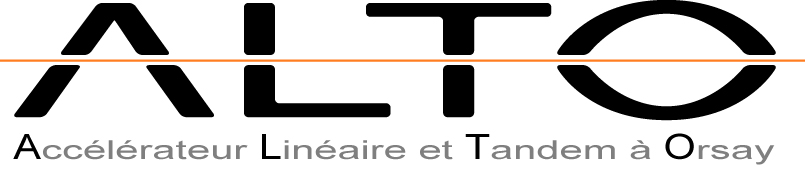 ALTO
Accélérateur Linéaire et Tandem à Orsay